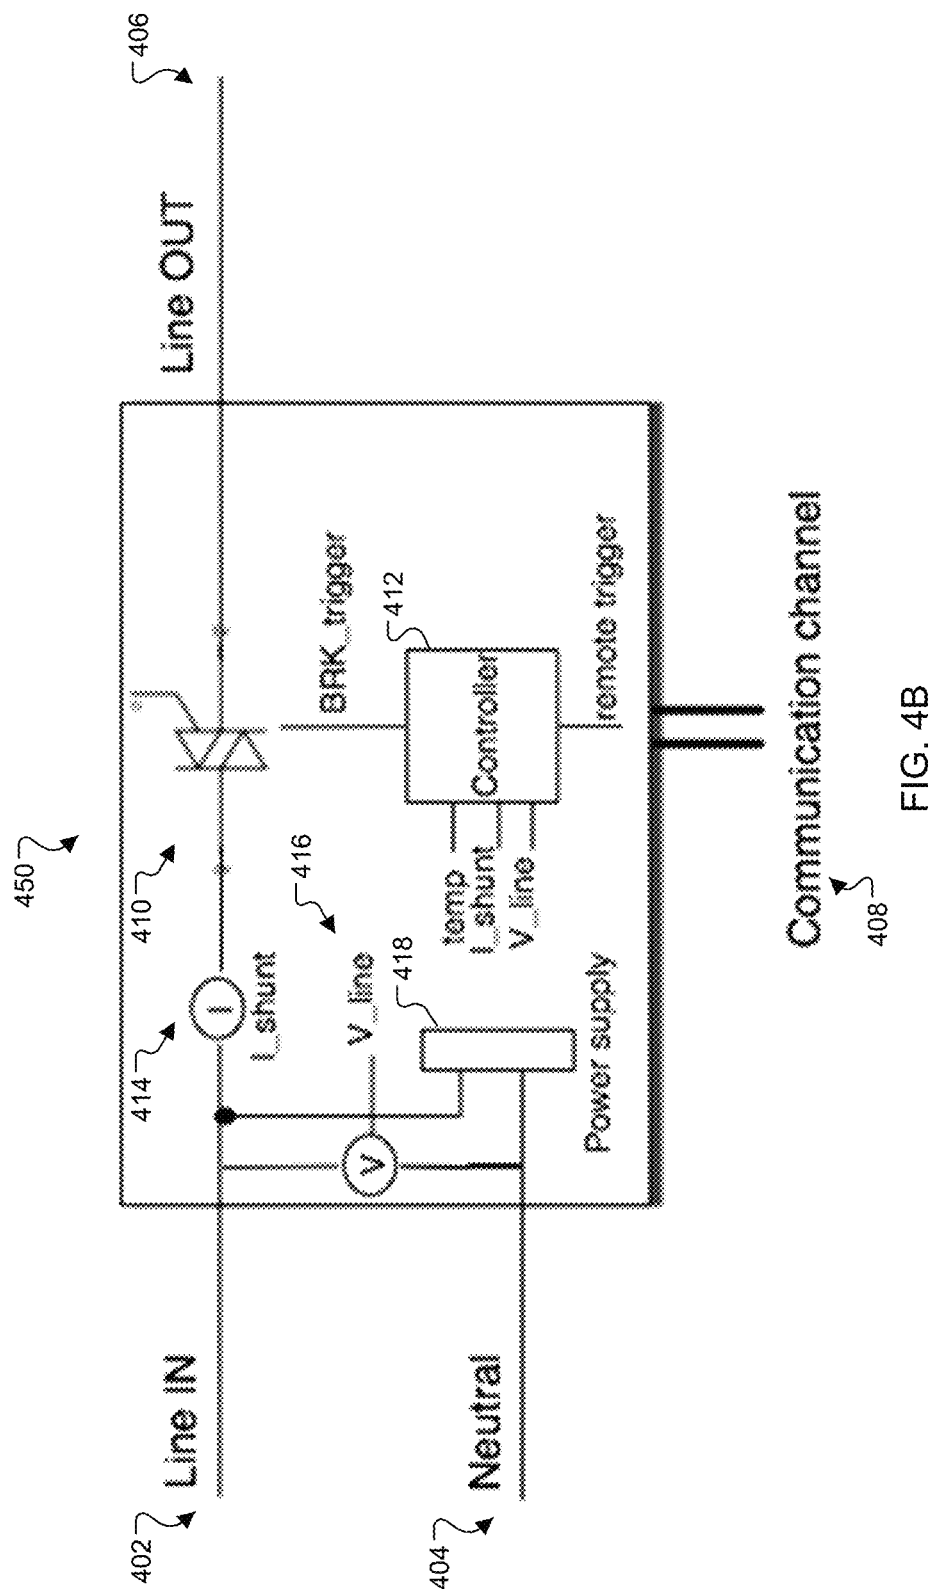 450
402
Line IN
414
I
I_shunt
410
Line OUT
406
V
V_line
416
BRK_trigger
412
Controller
temp
I_shunt
V_line
remote trigger
404
Neutral
418
Power supply
Communication channel
408
FIG. 4B